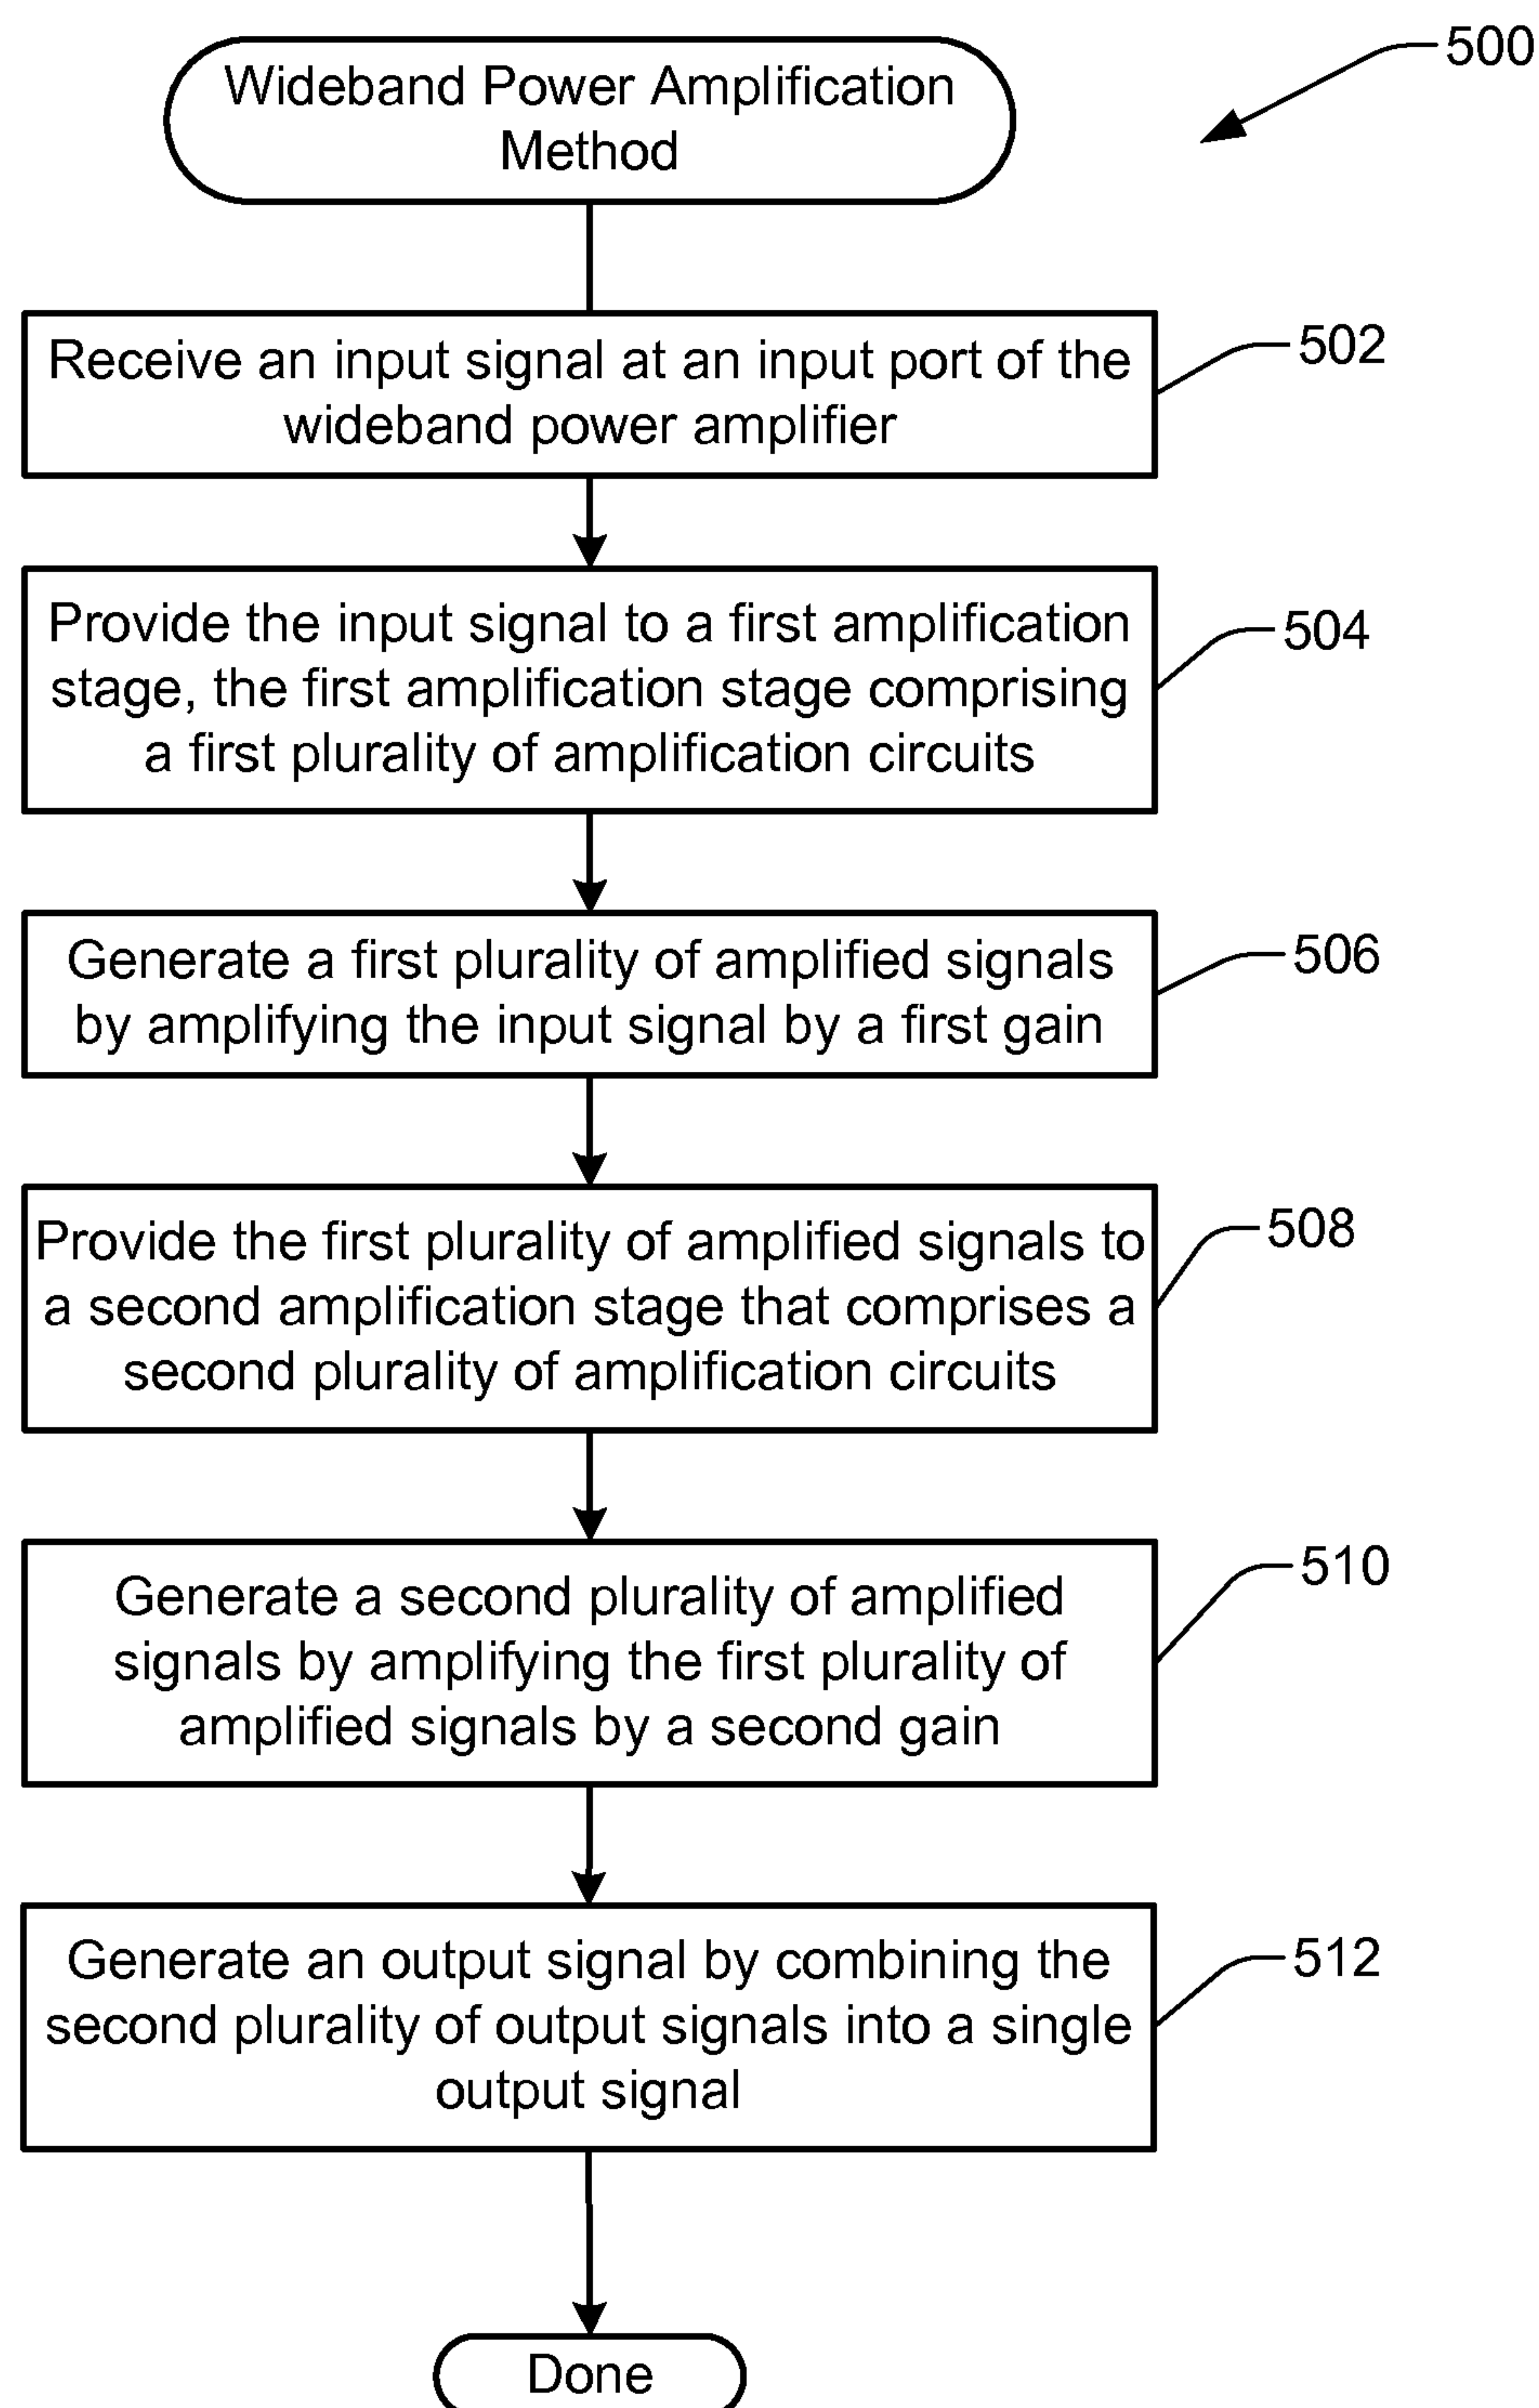 500
Wideband Power Amplification
Method
Receive an input signal at an input port of the
wideband power amplifier
502
Provide the input signal to a first amplification
stage, the first amplification stage comprising
a first plurality of amplification circuits
504
Generate a first plurality of amplified signals
by amplifying the input signal by a first gain
506
Provide the first plurality of amplified signals to
a second amplification stage that comprises a
second plurality of amplification circuits
508
Generate a second plurality of amplified
signals by amplifying the first plurality of
amplified signals by a second gain
510
Generate an output signal by combining the
second plurality of output signals into a single
output signal
512
Done